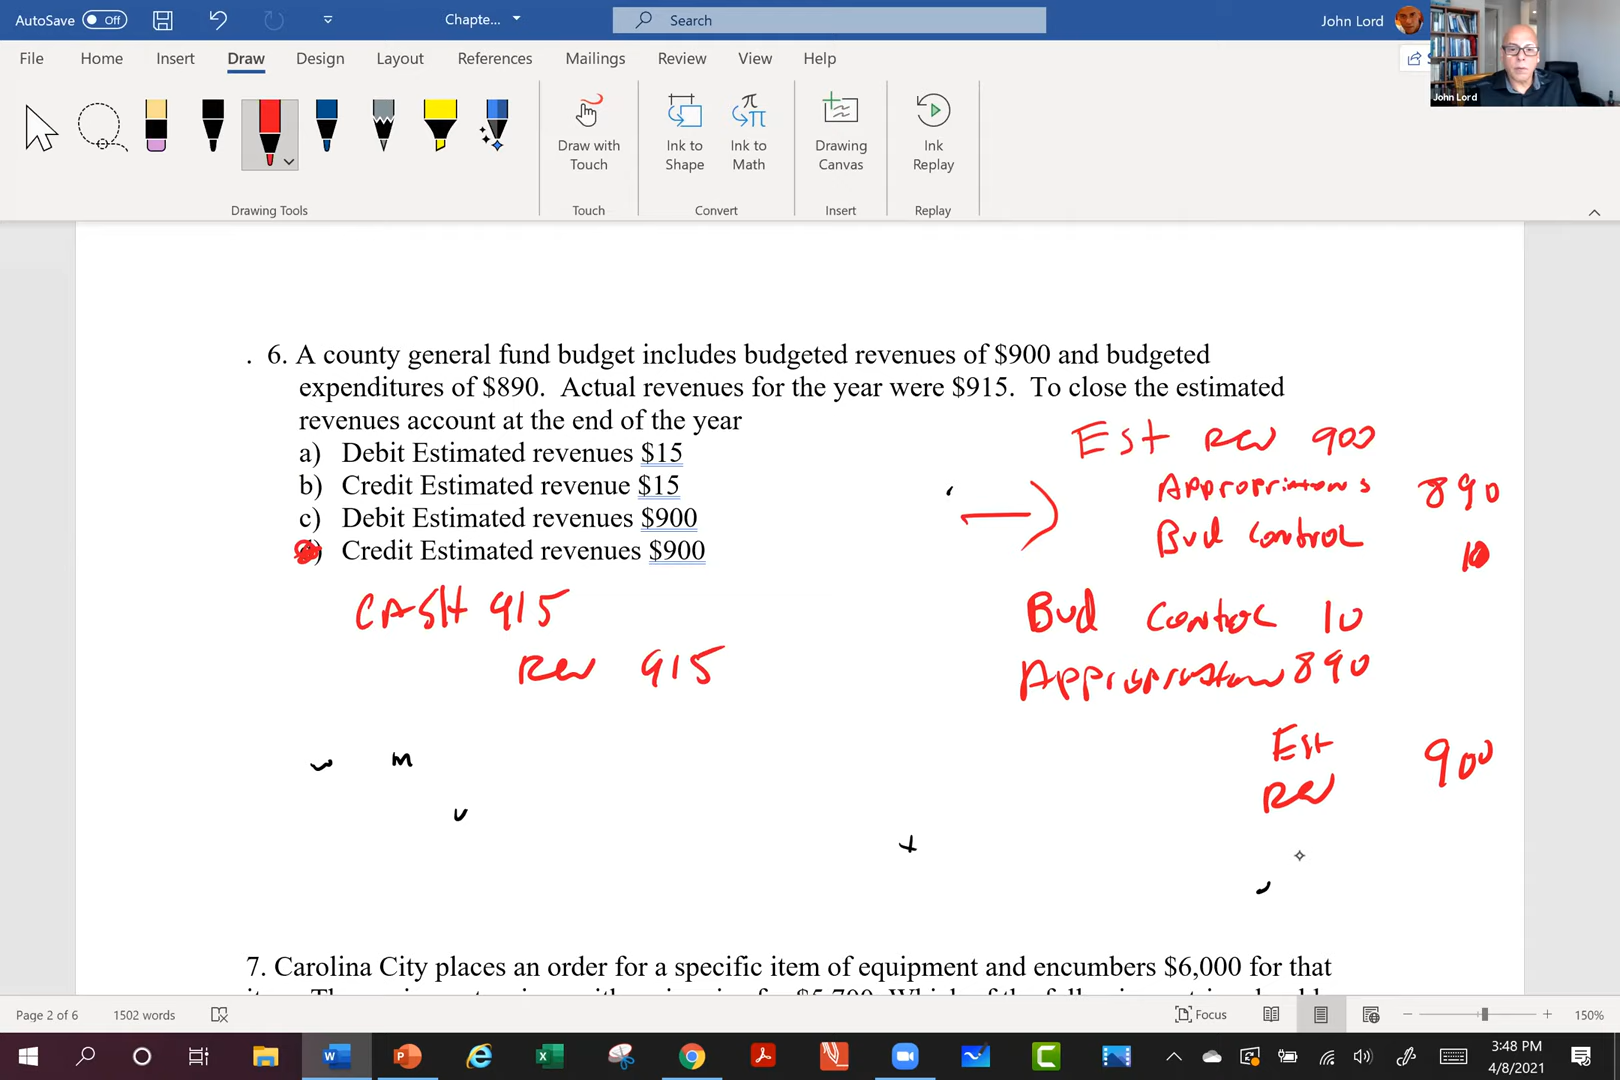 AutoSave Off Chapte... Search John Lord
File Home Insert Draw Design Layout References Mailings Review View Help
John Lord
Draw with Touch
Ink to Shape
Ink to Math
Drawing Canvas
Ink Replay
Drawing Tools Touch Convert Insert Replay
. 6. A county general fund budget includes budgeted revenues of $900 and budgeted
expenditures of $890. Actual revenues for the year were $915. To close the estimated
revenues account at the end of the year
a) Debit Estimated revenues $15
b) Credit Estimated revenue $15
c) Debit Estimated revenues $900
d) Credit Estimated revenues $900
Est Rev 900
Appropriations 890
Bud control 10
CASH 915
Rev 915
Bud control 10
Appropriation 890
Est
Rev 900
7. Carolina City places an order for a specific item of equipment and encumbers $6,000 for that
Page 2 of 6 1502 words Focus 150%
3:48 PM
4/8/2021